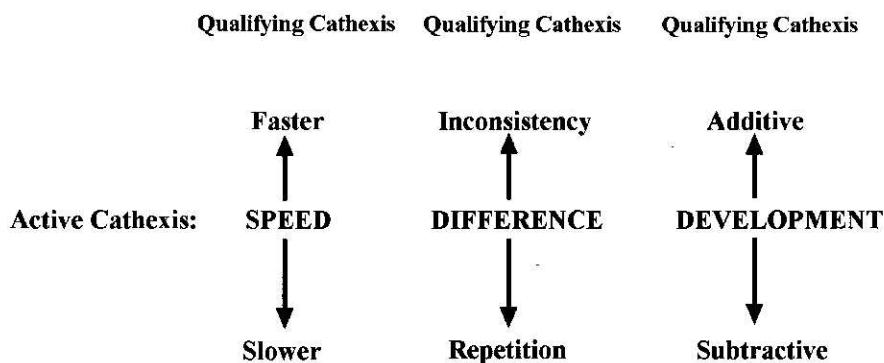 Qualifying Cathexis Qualifying Cathexis Qualifying Cathexis
Faster Inconsistency Additive
Active Cathexis: SPEED DIFFERENCE DEVELOPMENT
Slower Repetition Subtractive